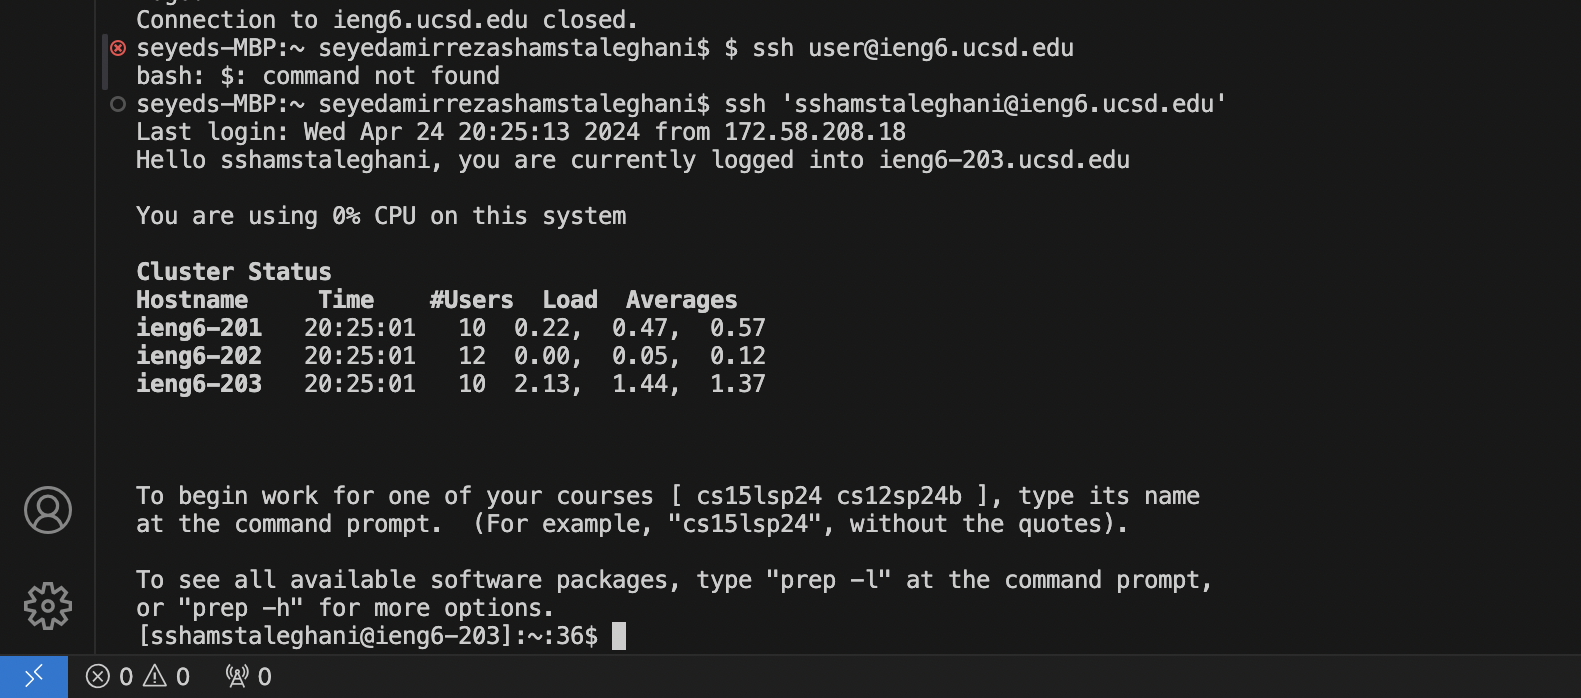 Connection to ieng6.ucsd.edu closed.
seyeds-MBP:~ seyedamirrezashamstaleghani$ $ ssh user@ieng6.ucsd.edu
bash: $: command not found
seyeds-MBP:~ seyedamirrezashamstaleghani$ ssh 'sshamstaleghani@ieng6.ucsd.edu'
Last login: Wed Apr 24 20:25:13 2024 from 172.58.208.18
Hello sshamstaleghani, you are currently logged into ieng6-203.ucsd.edu
You are using 0% CPU on this system
Cluster Status
Hostname     Time    #Users  Load  Averages
ieng6-201   20:25:01   10  0.22,  0.47,  0.57
ieng6-202   20:25:01   12  0.00,  0.05,  0.12
ieng6-203   20:25:01   10  2.13,  1.44,  1.37
To begin work for one of your courses [ cs15lsp24 cs12sp24b ], type its name
at the command prompt.  (For example, "cs15lsp24", without the quotes).
To see all available software packages, type "prep -l" at the command prompt,
or "prep -h" for more options.
[sshamstaleghani@ieng6-203]:~:36$
0 0 0